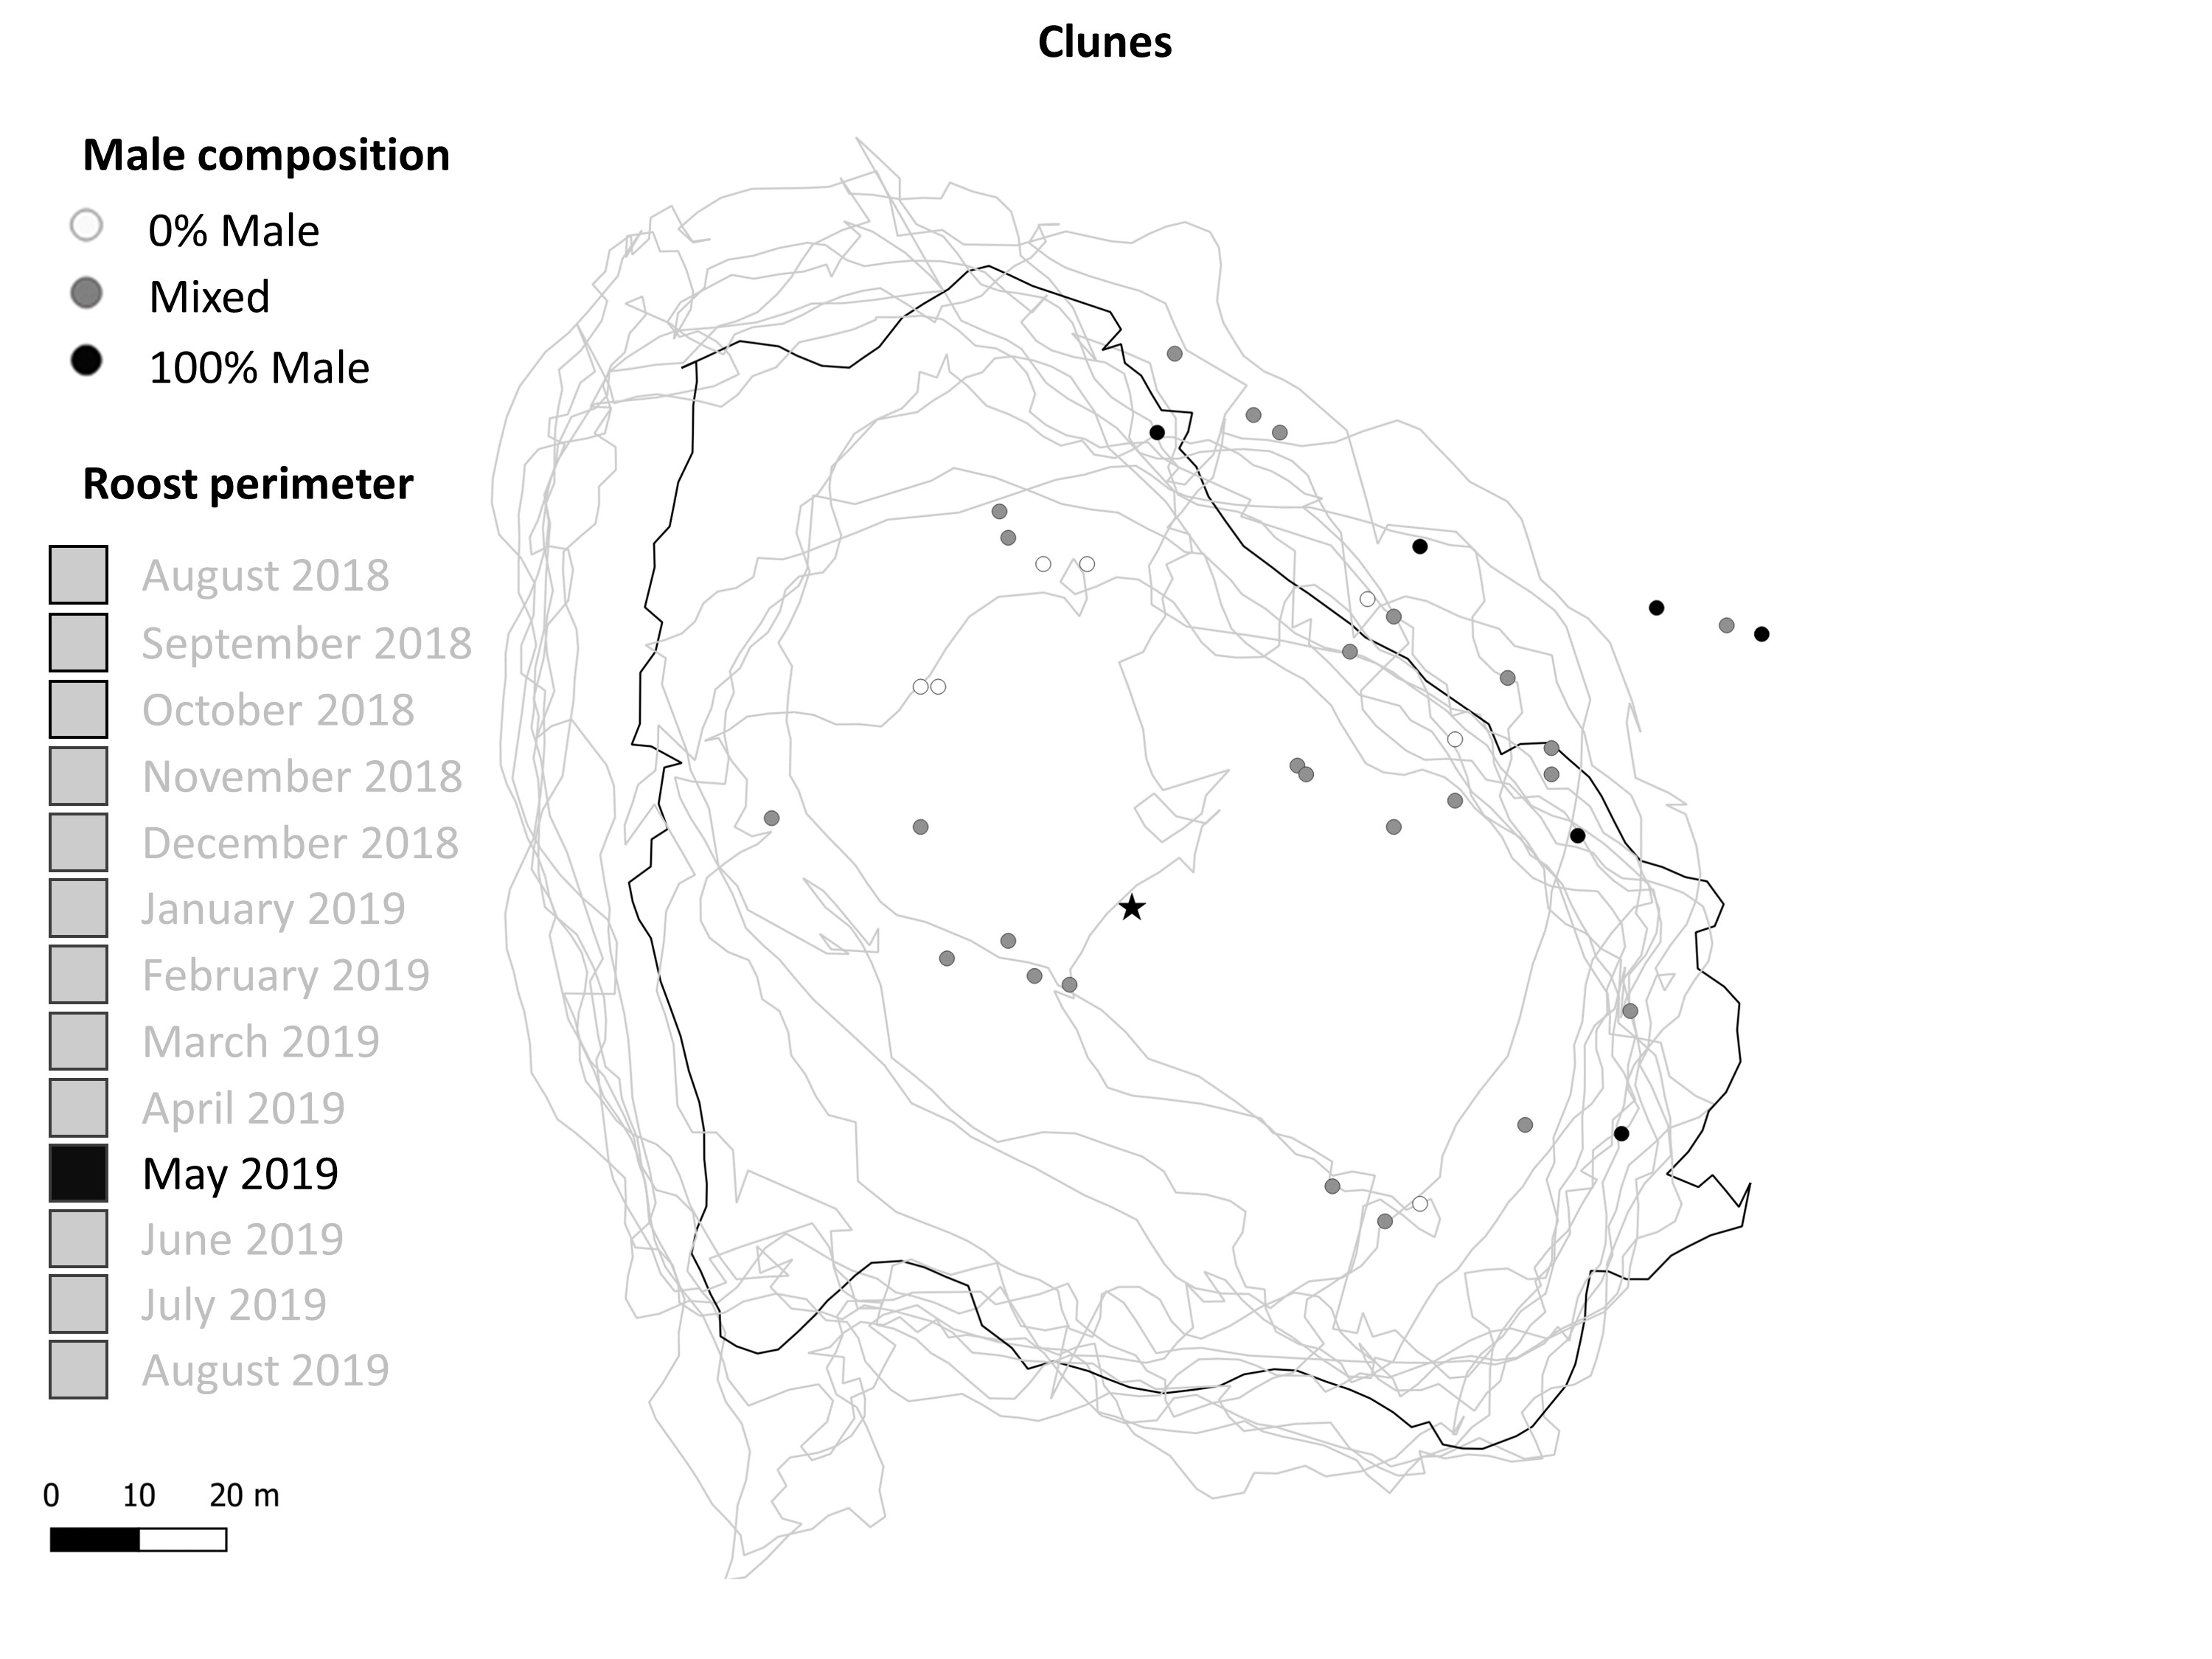 Clunes
Male composition
0% Male
Mixed
100% Male
Roost perimeter
August 2018
September 2018
October 2018
November 2018
December 2018
January 2019
February 2019
March 2019
April 2019
May 2019
June 2019
July 2019
August 2019
0 10 20 m